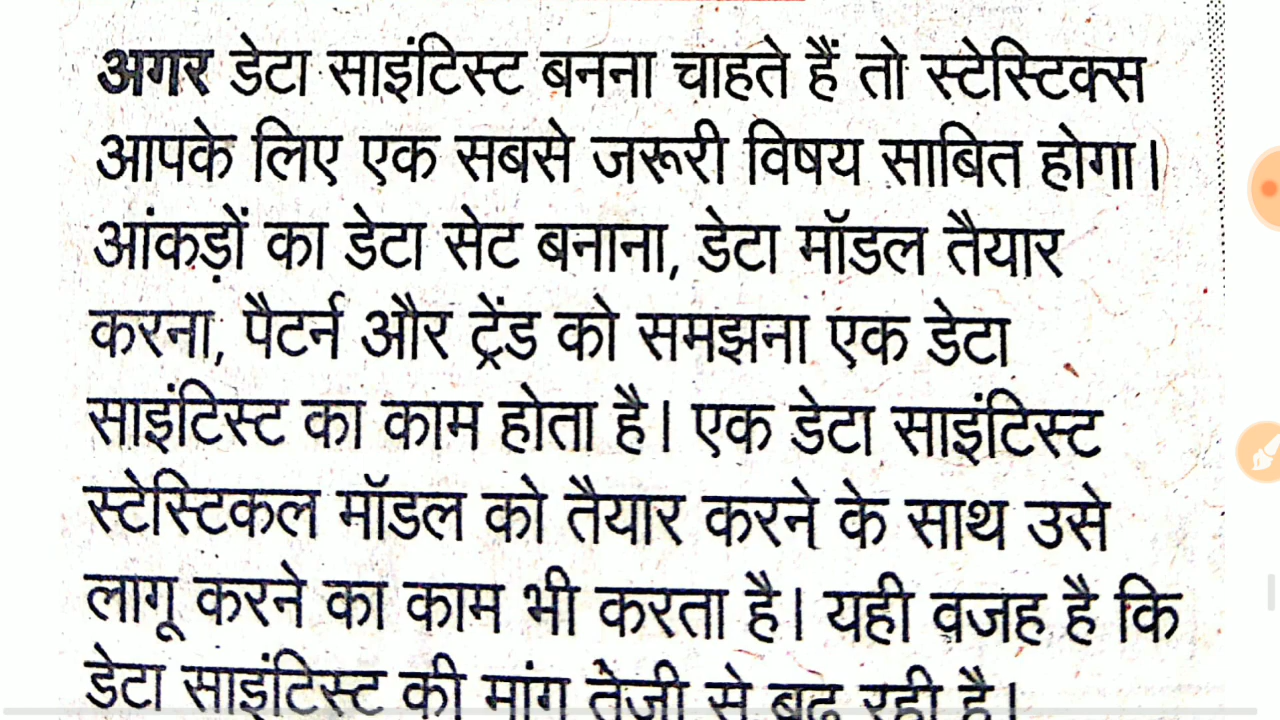 अगर डेटा साइंटिस्ट बनना चाहते हैं तो स्टेस्टिक्स
आपके लिए एक सबसे जरूरी विषय साबित होगा।
आंकड़ों का डेटा सेट बनाना, डेटा मॉडल तैयार
करना, पैटर्न और ट्रेंड को समझना एक डेटा
साइंटिस्ट का काम होता है। एक डेटा साइंटिस्ट
स्टेस्टिकल मॉडल को तैयार करने के साथ उसे
लागू करने का काम भी करता है। यही वजह है कि
डेटा साइंटिस्ट की मांग तेजी से बढ़ रही है।